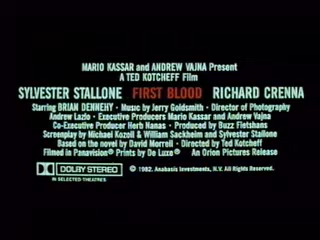 MARIO KASSAR and ANDREW VAJNA Present
A TED KOTCHEFF Film
SYLVESTER STALLONE FIRST BLOOD RICHARD CRENNA
Starring BRIAN DENNEHY • Music by Jerry Goldsmith • Director of Photography
Andrew Lazlo • Executive Producers Mario Kassar and Andrew Vajna
Co-Executive Producer Herb Nanas • Produced by Buzz Fietshans
Screenplay by Michael Kozoll & William Sackheim and Sylvester Stallone
Based on the novel by David Morrell • Directed by Ted Kotcheff
Filmed in Panavision® Prints by De Luxe® • An Orion Pictures Release
DOLBY STEREO
IN SELECTED THEATRES
© 1982. Anabasis Investments, N.V. All Rights Reserved.